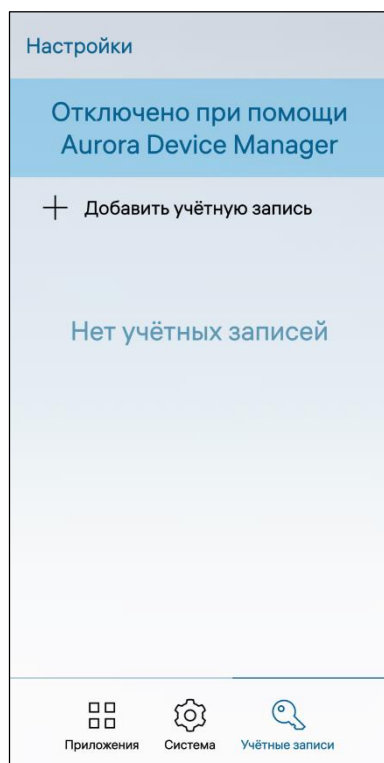 Настройки
Отключено при помощи
Aurora Device Manager
Добавить учётную запись
Нет учётных записей
Приложения
Система
Учётные записи